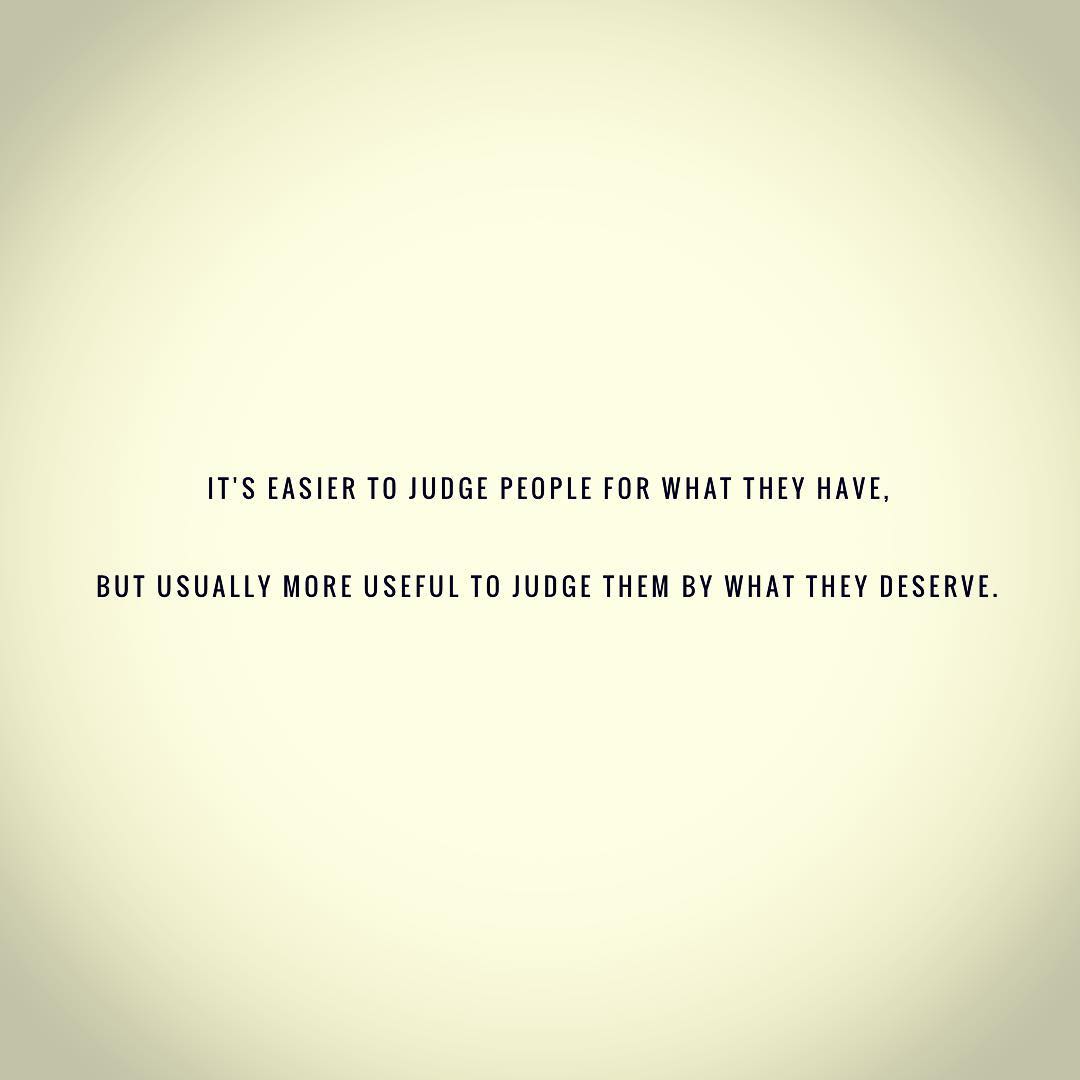 IT'S EASIER TO JUDGE PEOPLE FOR WHAT THEY HAVE,
BUT USUALLY MORE USEFUL TO JUDGE THEM BY WHAT THEY DESERVE.